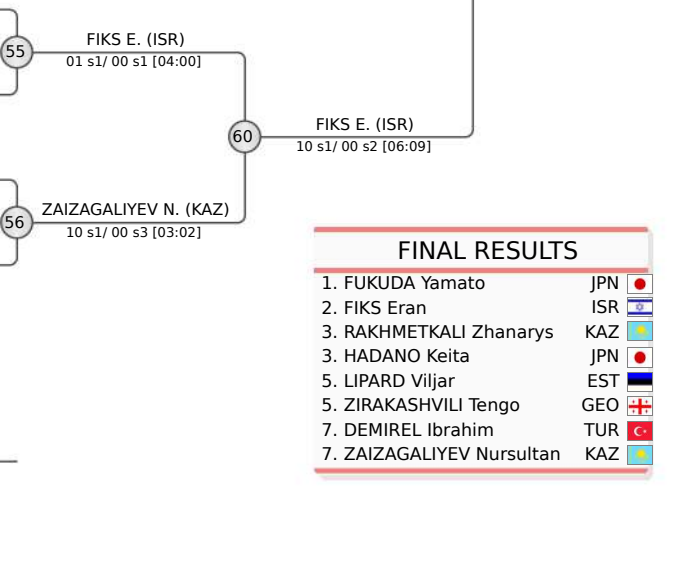 55
FIKS E. (ISR)
01 s1/ 00 s1 [04:00]
60
FIKS E. (ISR)
10 s1/ 00 s2 [06:09]
56
ZAIZAGALIYEV N. (KAZ)
10 s1/ 00 s3 [03:02]
FINAL RESULTS
1. FUKUDA Yamato JPN
2. FIKS Eran ISR
3. RAKHMETKALI Zhanarys KAZ
3. HADANO Keita JPN
5. LIPARD Viljar EST
5. ZIRAKASHVILI Tengo GEO
7. DEMIREL Ibrahim TUR
7. ZAIZAGALIYEV Nursultan KAZ